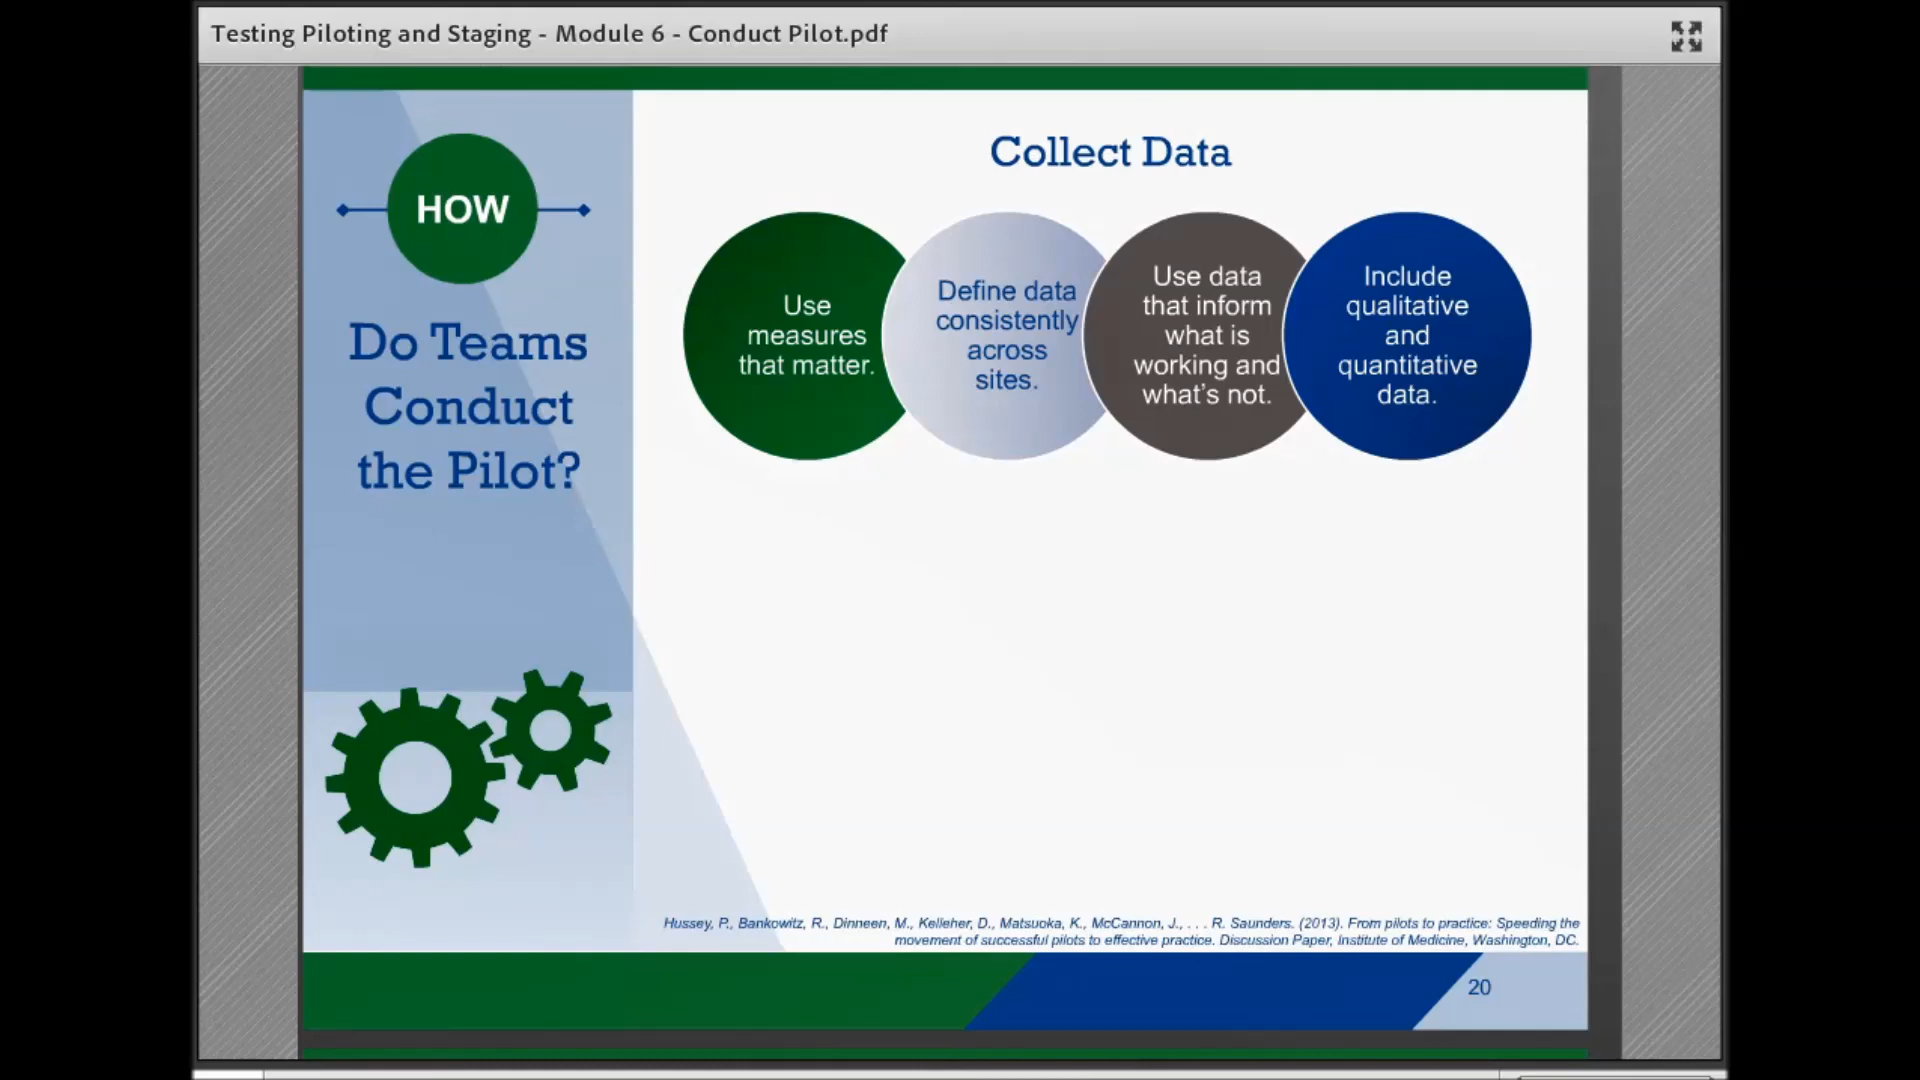 Testing Piloting and Staging - Module 6 - Conduct Pilot.pdf
HOW
Do Teams
Conduct
the Pilot?
Collect Data
Use
measures
that matter.
Define data
consistently
across
sites.
Use data
that inform
what is
working and
what's not.
Include
qualitative
and
quantitative
data.
Hussey, P., Bankowitz, R., Dinneen, M., Kelleher, D., Matsuoka, K., McCannon, J., . . . R. Saunders. (2013). From pilots to practice: Speeding the
movement of successful pilots to effective practice. Discussion Paper, Institute of Medicine, Washington, DC.
20